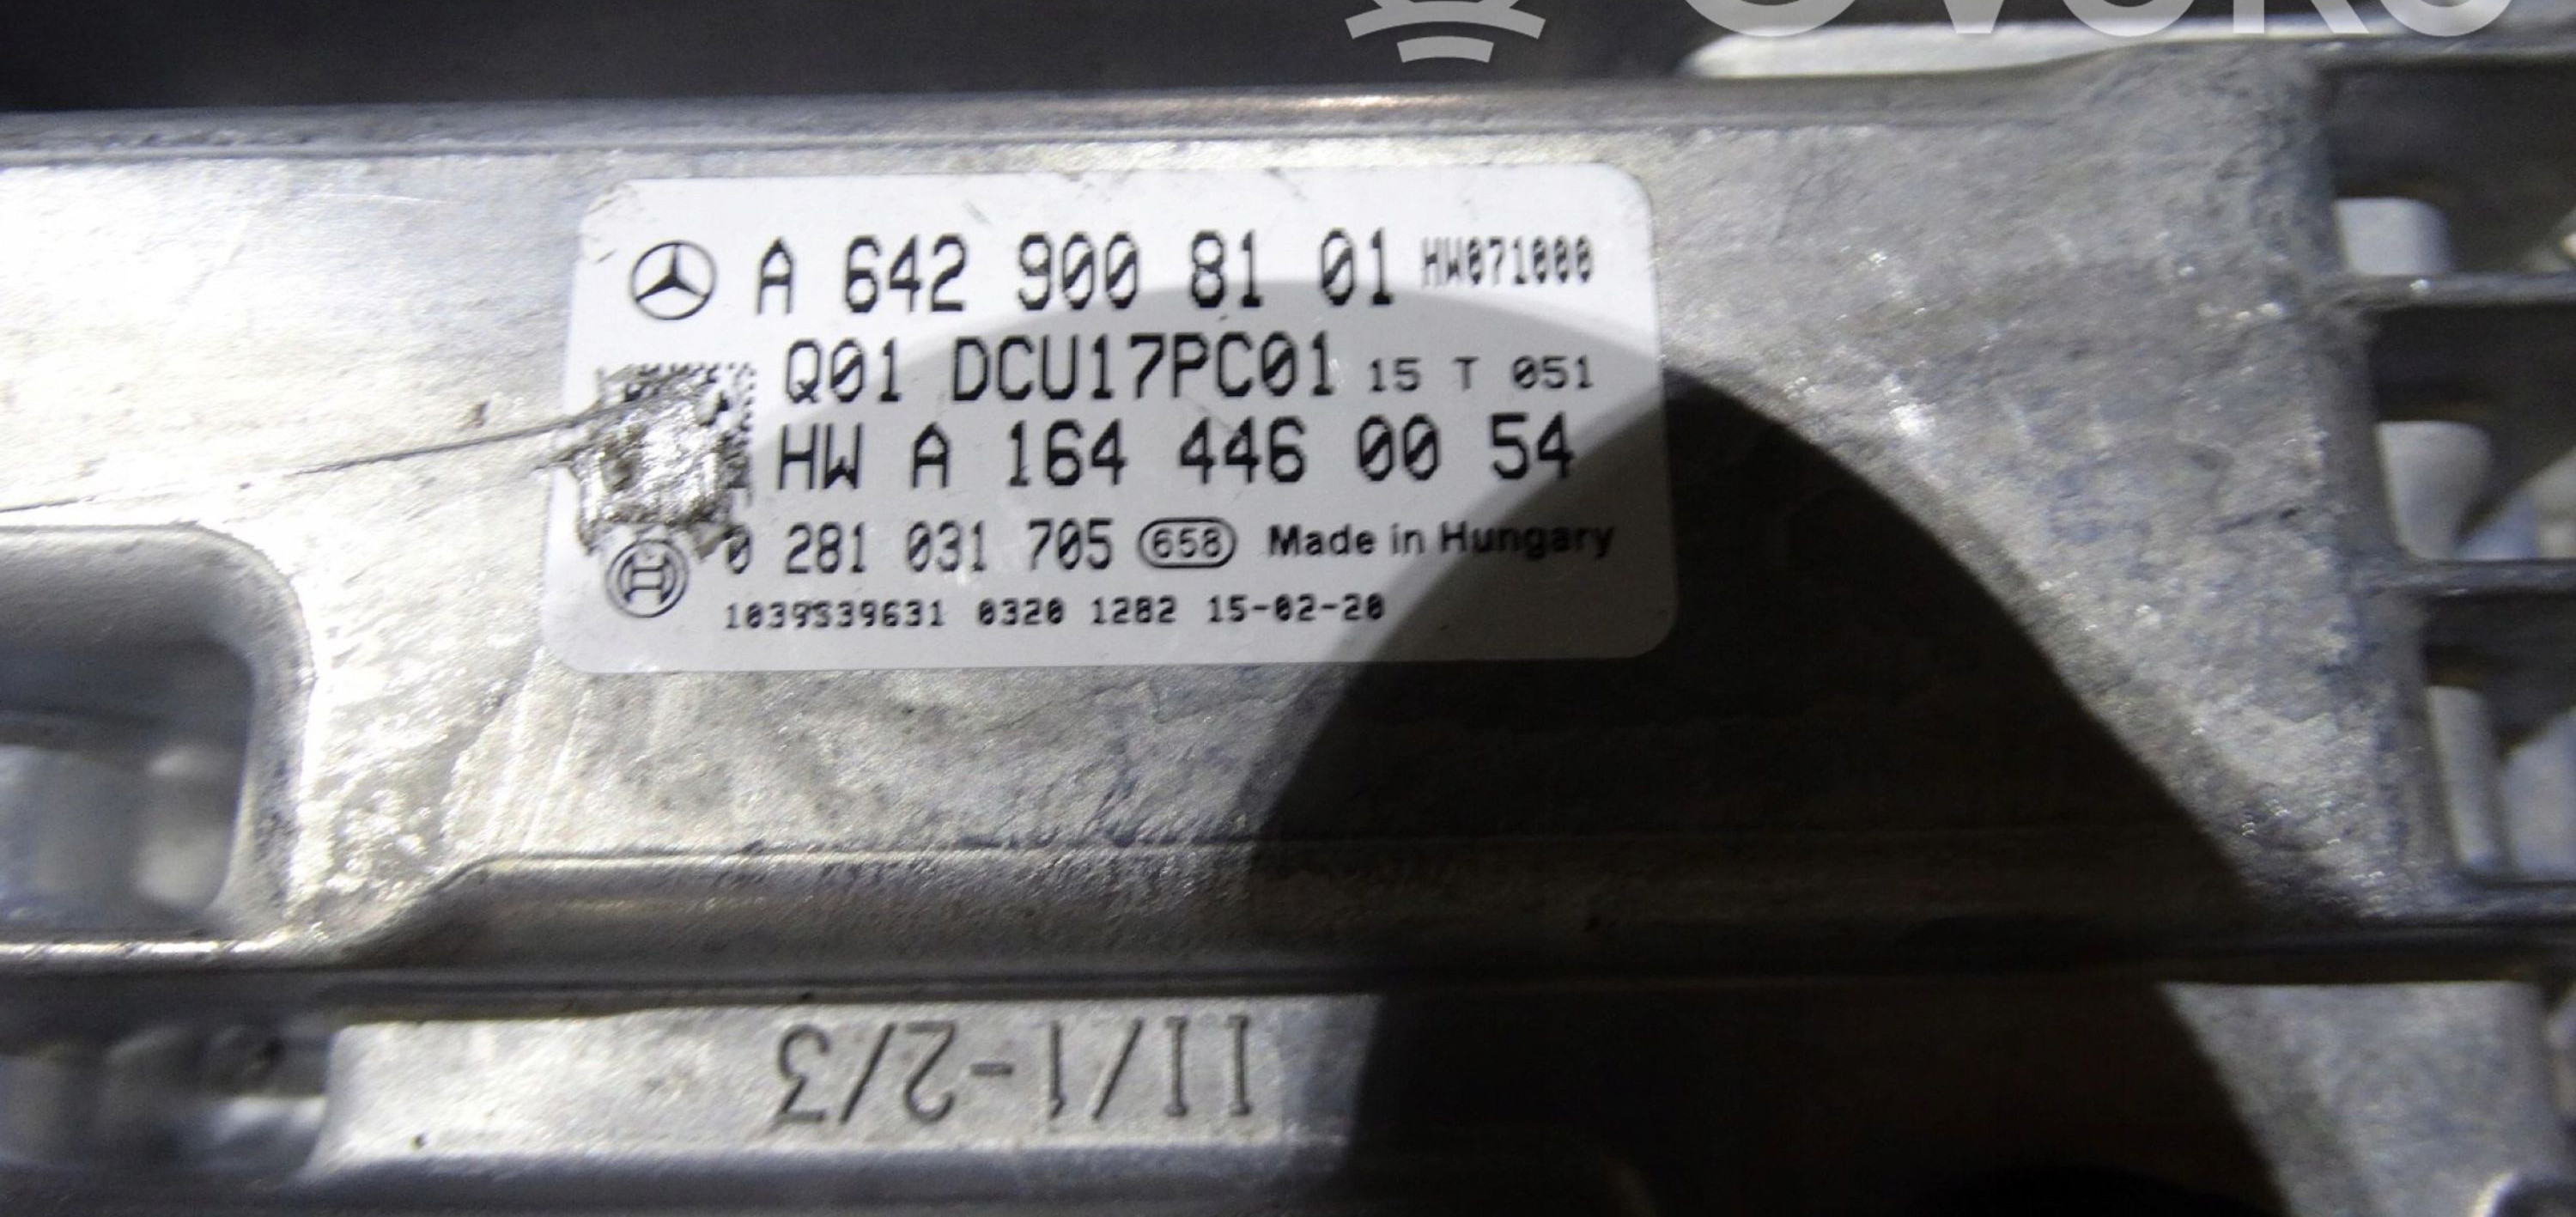 A 642 900 81 01 HW071000
Q01 DCU17PC01 15 T 051
HW A 164 446 00 54
0 281 031 705 658 Made in Hungary
1039S39631 0320 1282 15-02-20
II/1-2/3